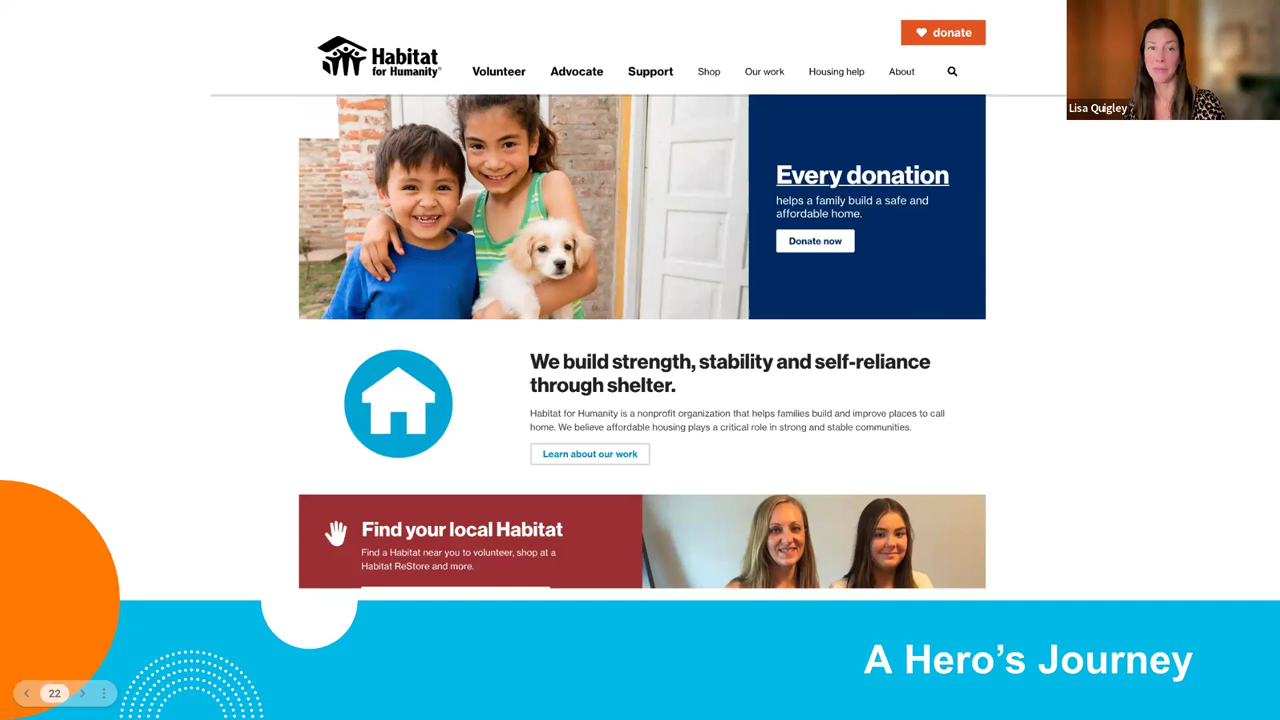 donate
Habitat
for Humanity®
Volunteer Advocate Support Shop Our work Housing help About
Lisa Quigley
Every donation
helps a family build a safe and
affordable home.
Donate now
We build strength, stability and self-reliance
through shelter.
Habitat for Humanity is a nonprofit organization that helps families build and improve places to call
home. We believe affordable housing plays a critical role in strong and stable communities.
Learn about our work
Find your local Habitat
Find a Habitat near you to volunteer, shop at a
Habitat ReStore and more.
A Hero’s Journey
22